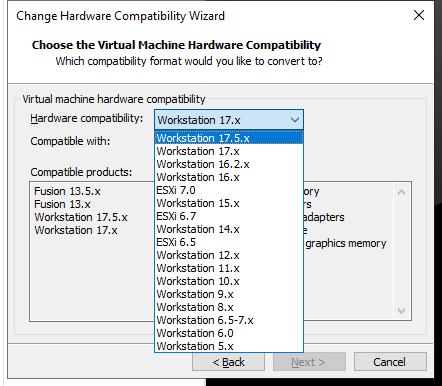 Change Hardware Compatibility Wizard
Choose the Virtual Machine Hardware Compatibility
Which compatibility format would you like to convert to?
Virtual machine hardware compatibility
Hardware compatibility:
Workstation 17.x
Compatible with:
Workstation 17.5.x
Workstation 17.x
Workstation 16.2.x
Workstation 16.x
ESXi 7.0
Workstation 15.x
ESXi 6.7
Workstation 14.x
ESXi 6.5
Workstation 12.x
Workstation 11.x
Workstation 10.x
Workstation 9.x
Workstation 8.x
Workstation 6.5-7.x
Workstation 6.0
Workstation 5.x
Compatible products:
Fusion 13.5.x
Fusion 13.x
Workstation 17.5.x
Workstation 17.x
adapters
graphics memory
< Back
Next >
Cancel